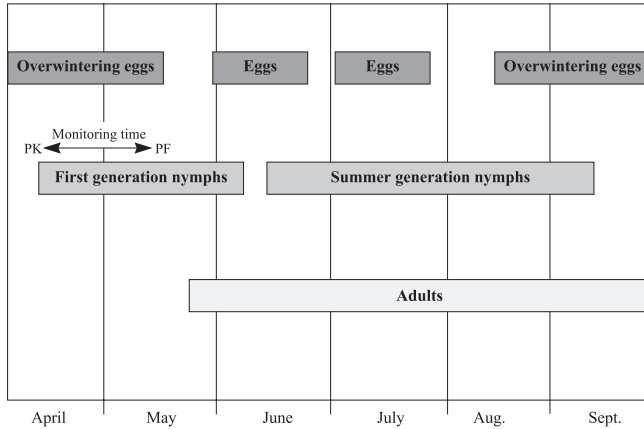 Overwintering eggs Eggs Eggs Overwintering eggs
Monitoring time
PK PF
First generation nymphs Summer generation nymphs
Adults
April May June July Aug. Sept.